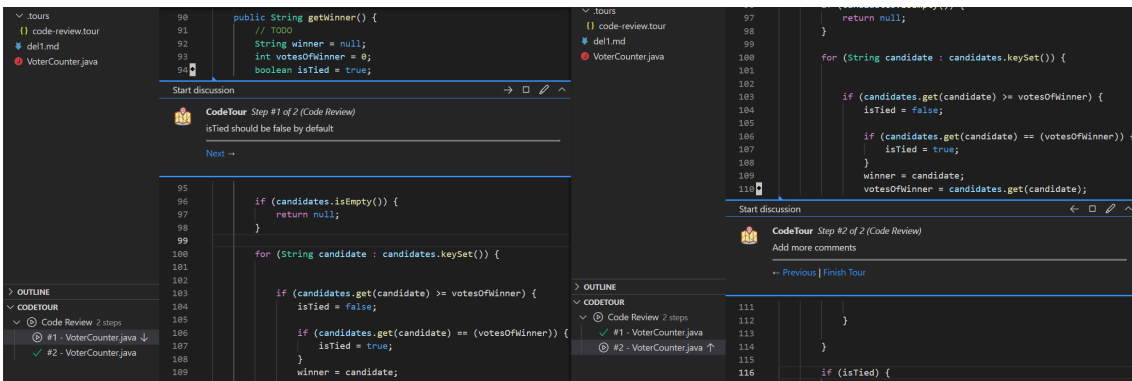 .tours
code-review.tour
del1.md
VoterCounter.java
OUTLINE
CODETOUR
Code Review 2 steps
#1 - VoterCounter.java
#2 - VoterCounter.java
90 public String getWinner() {
91 // TODO
92 String winner = null;
93 int votesOfWinner = 0;
94 boolean isTied = true;
Start discussion
CodeTour Step #1 of 2 (Code Review)
isTied should be false by default
Next →
95
96 if (candidates.isEmpty()) {
97 return null;
98 }
99
100 for (String candidate : candidates.keySet()) {
101
102
103 if (candidates.get(candidate) >= votesOfWinner) {
104 isTied = false;
105
106 if (candidates.get(candidate) == (votesOfWinner)) {
107 isTied = true;
108 }
109 winner = candidate;
.tours
code-review.tour
del1.md
VoterCounter.java
OUTLINE
CODETOUR
Code Review 2 steps
#1 - VoterCounter.java
#2 - VoterCounter.java
97 return null;
98 }
99
100 for (String candidate : candidates.keySet()) {
101
102
103 if (candidates.get(candidate) >= votesOfWinner) {
104 isTied = false;
105
106 if (candidates.get(candidate) == (votesOfWinner))
107 isTied = true;
108 }
109 winner = candidate;
110 votesOfWinner = candidates.get(candidate);
Start discussion
CodeTour Step #2 of 2 (Code Review)
Add more comments
← Previous | Finish Tour
111
112 }
113
114 }
115
116 if (isTied) {